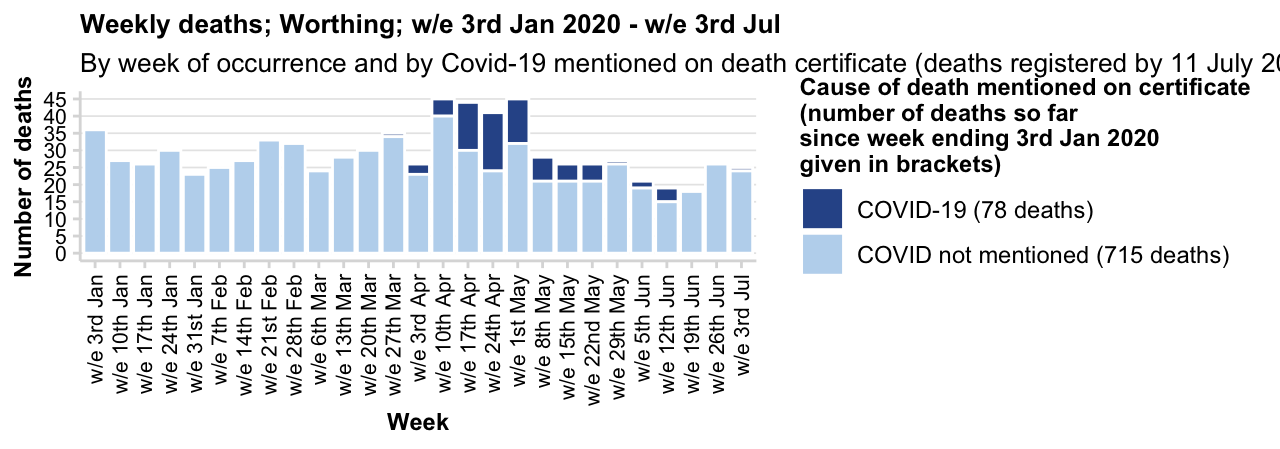 Weekly deaths; Worthing; w/e 3rd Jan 2020 - w/e 3rd Jul
By week of occurrence and by Covid-19 mentioned on death certificate (deaths registered by 11 July
Number of deaths
45
40
35
30
25
20
15
10
5
0
w/e 3rd Jan
w/e 10th Jan
w/e 17th Jan
w/e 24th Jan
w/e 31st Jan
w/e 7th Feb
w/e 14th Feb
w/e 21st Feb
w/e 28th Feb
w/e 6th Mar
w/e 13th Mar
w/e 20th Mar
w/e 27th Mar
w/e 3rd Apr
w/e 10th Apr
w/e 17th Apr
w/e 24th Apr
w/e 1st May
w/e 8th May
w/e 15th May
w/e 22nd May
w/e 29th May
w/e 5th Jun
w/e 12th Jun
w/e 19th Jun
w/e 26th Jun
w/e 3rd Jul
Week
Cause of death mentioned on certificate
(number of deaths so far
since week ending 3rd Jan 2020
given in brackets)
COVID-19 (78 deaths)
COVID not mentioned (715 deaths)